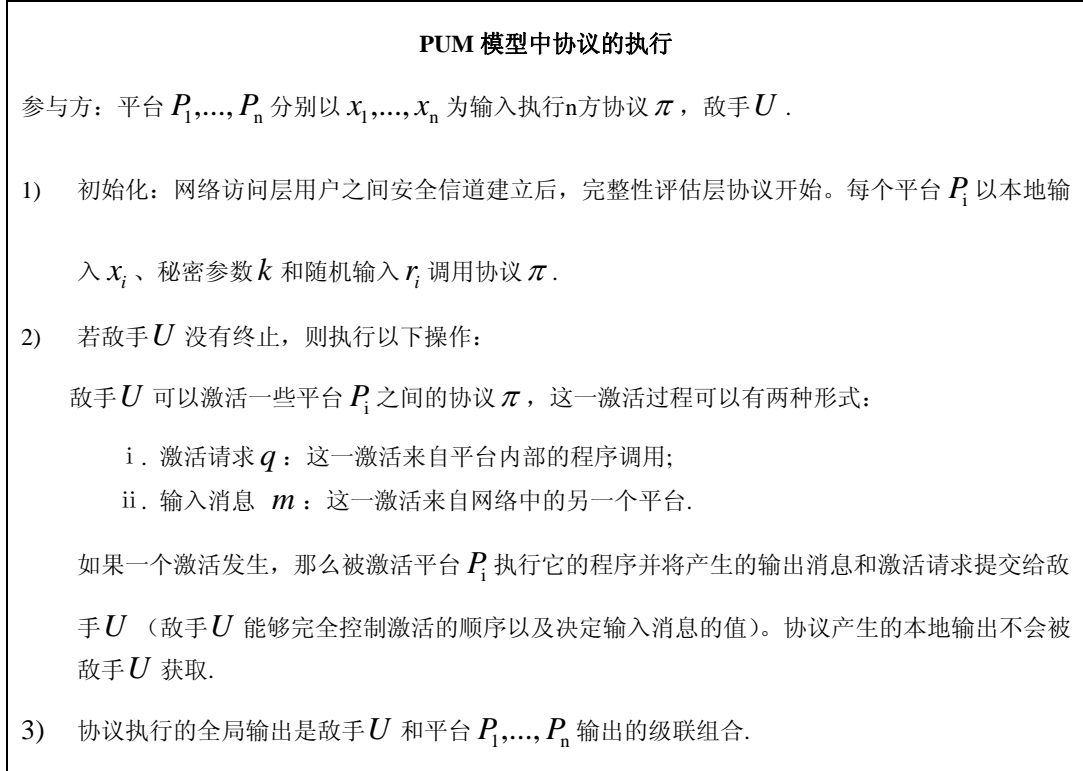 PUM 模型中协议的执行
参与方：平台 P₁,..., Pₙ 分别以 x₁,..., xₙ 为输入执行n方协议 π，敌手 U .
1) 初始化：网络访问层用户之间安全信道建立后，完整性评估层协议开始。每个平台 Pᵢ 以本地输
入 xᵢ 、秘密参数 k 和随机输入 rᵢ 调用协议 π .
2) 若敌手 U 没有终止，则执行以下操作：
敌手 U 可以激活一些平台 Pᵢ 之间的协议 π，这一激活过程可以有两种形式：
ⅰ. 激活请求 q：这一激活来自平台内部的程序调用;
ⅱ. 输入消息 m：这一激活来自网络中的另一个平台.
如果一个激活发生，那么被激活平台 Pᵢ 执行它的程序并将产生的输出消息和激活请求提交给敌
手 U （敌手 U 能够完全控制激活的顺序以及决定输入消息的值）。协议产生的本地输出不会被
敌手 U 获取.
3) 协议执行的全局输出是敌手 U 和平台 P₁,..., Pₙ 输出的级联组合.